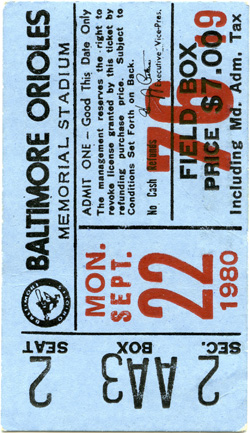 BALTIMORE ORIOLES
MEMORIAL STADIUM
ADMIT ONE – Good This Date Only
The management reserves the right to
revoke license granted by this ticket by
refunding purchase price. Subject to
Conditions Set Forth on Back.
No Cash Refunds
Executive-Vice-Pres.
7619
FIELD BOX
PRICE $7.00
Including Md. Adm. Tax
MON.
SEPT.
22
1980
BALTIMORE
SEAT
2
BOX
AA3
SEC.
2